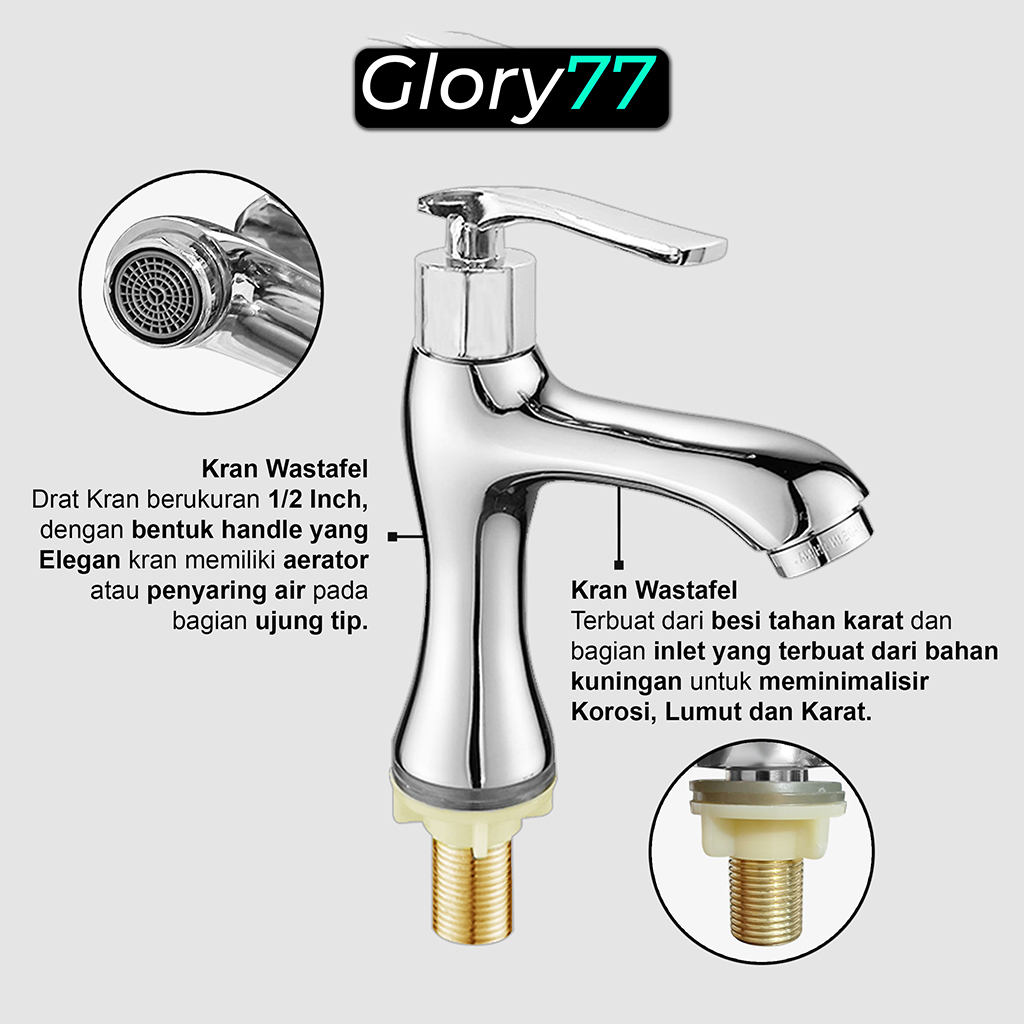 Glory77
Kran Wastafel
Drat Kran berukuran 1/2 Inch,
dengan bentuk handle yang
Elegan kran memiliki aerator
atau penyaring air pada
bagian ujung tip.
Kran Wastafel
Terbuat dari besi tahan karat dan
bagian inlet yang terbuat dari bahan
kuningan untuk meminimalisir
Korosi, Lumut dan Karat.